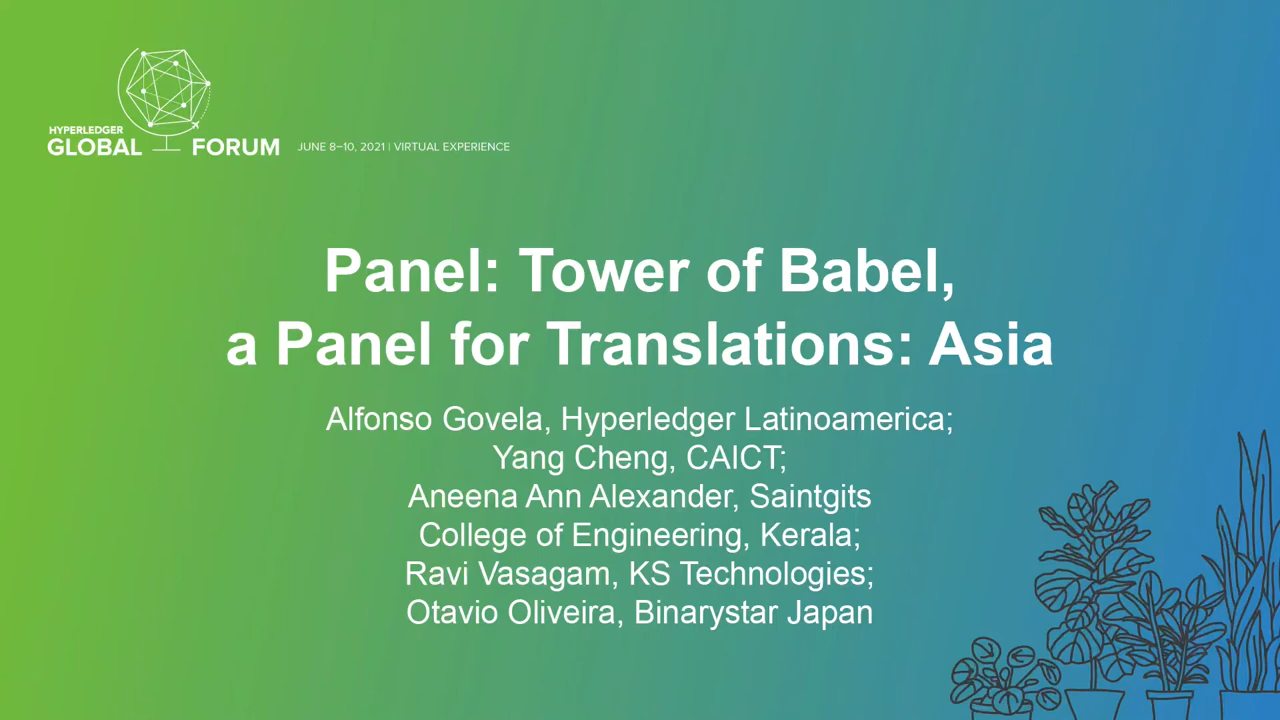 HYPERLEDGER
GLOBAL FORUM
JUNE 8–10, 2021 | VIRTUAL EXPERIENCE
Panel: Tower of Babel,
a Panel for Translations: Asia
Alfonso Govela, Hyperledger Latinoamerica;
Yang Cheng, CAICT;
Aneena Ann Alexander, Saintgits
College of Engineering, Kerala;
Ravi Vasagam, KS Technologies;
Otavio Oliveira, Binarystar Japan